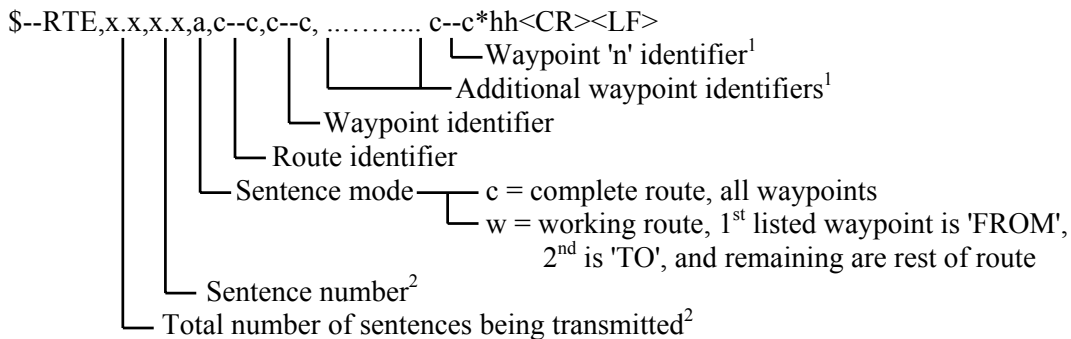 $--RTE,x.x,x.x,a,c--c,c--c, ............ c--c*hh<CR><LF>
Waypoint 'n' identifier¹
Additional waypoint identifiers¹
Waypoint identifier
Route identifier
Sentence mode c = complete route, all waypoints
w = working route, 1st listed waypoint is 'FROM',
2nd is 'TO', and remaining are rest of route
Sentence number²
Total number of sentences being transmitted²